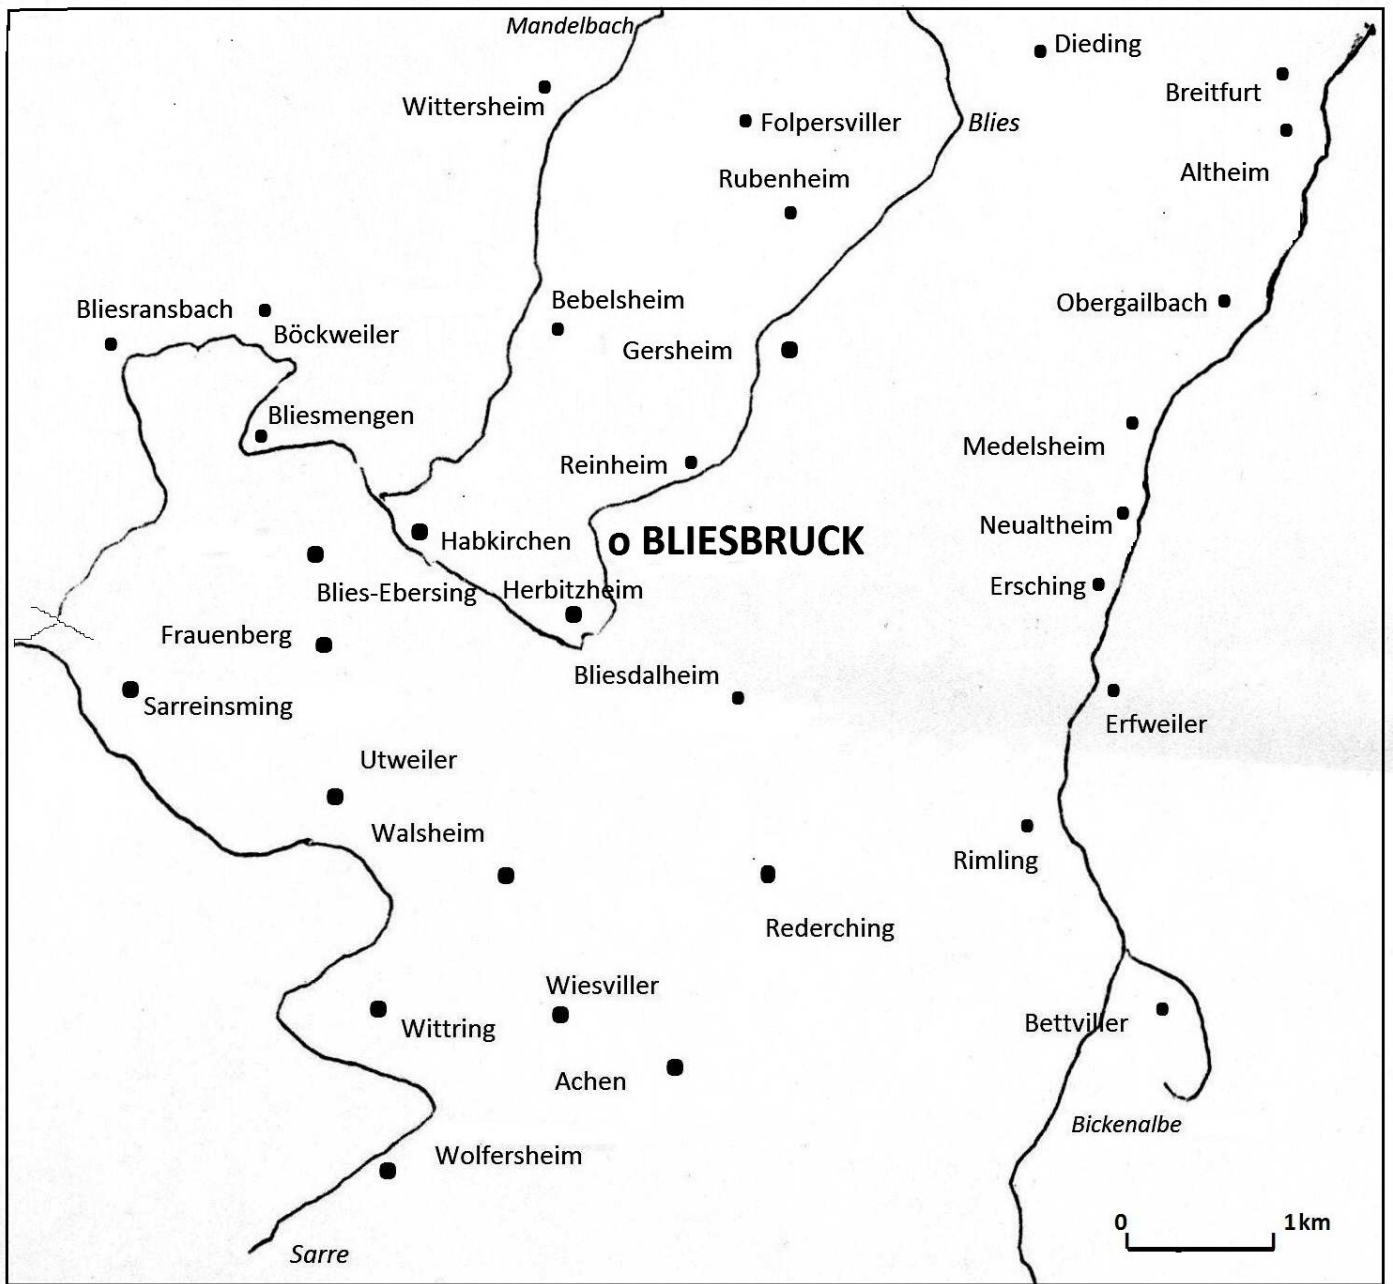 Mandelbach
Dieding
Breitfurt
Wittersheim
Folpersviller
Blies
Altheim
Rubenheim
Bliesransbach
Bebelsheim
Obergailbach
Böckweiler
Gersheim
Bliesmengen
Medelsheim
Reinheim
Neualtheim
Habkirchen
o BLIESBRUCK
Ersching
Blies-Ebersing
Herbitzheim
Frauenberg
Bliesdalheim
Sarreinsming
Erfweiler
Utweiler
Walsheim
Rimling
Rederching
Wiesviller
Wittring
Bettviller
Achen
Bickenalbe
Wolfersheim
0 1km
Sarre